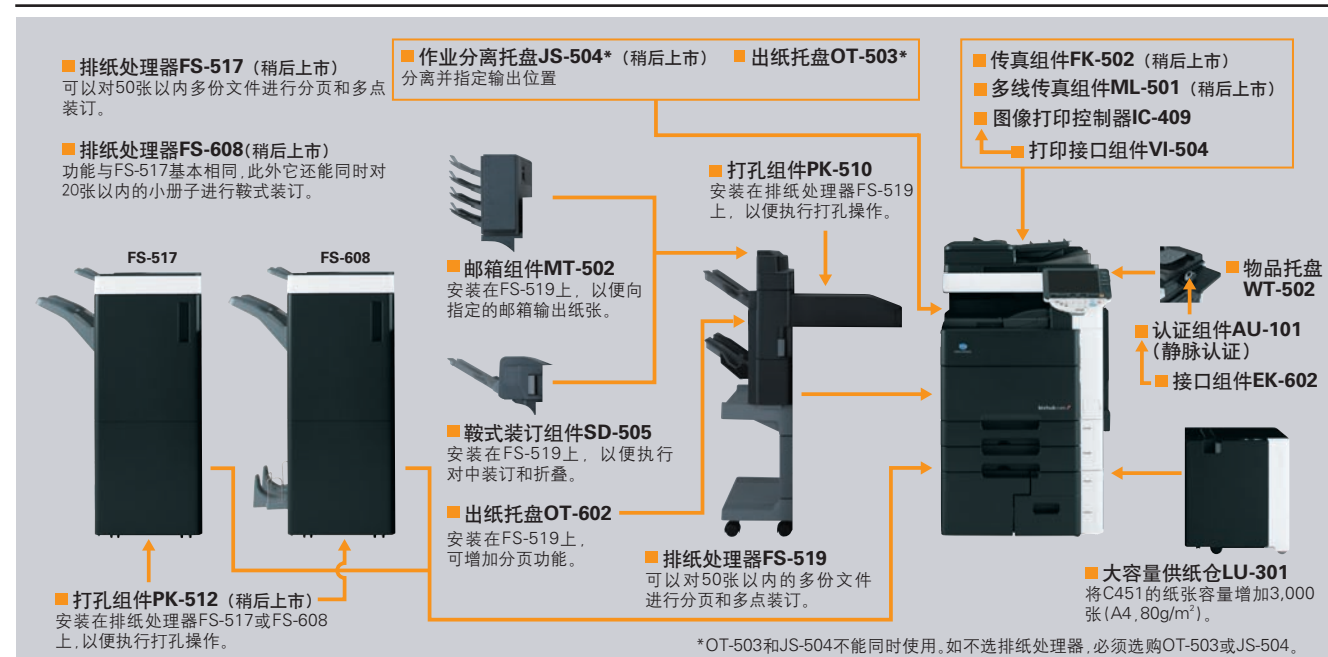 排纸处理器FS-517（稍后上市）
可以对50张以内多份文件进行分页和多点
装订。
排纸处理器FS-608(稍后上市)
功能与FS-517基本相同,此外它还能同时对
20张以内的小册子进行鞍式装订。
作业分离托盘JS-504*（稍后上市）
分离并指定输出位置
出纸托盘OT-503*
传真组件FK-502（稍后上市）
多线传真组件ML-501（稍后上市）
图像打印控制器IC-409
打印接口组件VI-504
打孔组件PK-510
安装在排纸处理器FS-519
上，以便执行打孔操作。
FS-517
FS-608
邮箱组件MT-502
安装在FS-519上，以便向
指定的邮箱输出纸张。
物品托盘
WT-502
认证组件AU-101
（静脉认证）
接口组件EK-602
鞍式装订组件SD-505
安装在FS-519上，以便执行
对中装订和折叠。
出纸托盘OT-602
安装在FS-519上，
可增加分页功能。
排纸处理器FS-519
可以对50张以内的多份文件
进行分页和多点装订。
大容量供纸仓LU-301
将C451的纸张容量增加3,000
张(A4,80g/m²)。
打孔组件PK-512（稍后上市）
安装在排纸处理器FS-517或FS-608
上,以便执行打孔操作。
*OT-503和JS-504不能同时使用。如不选排纸处理器,必须选购OT-503或JS-504。